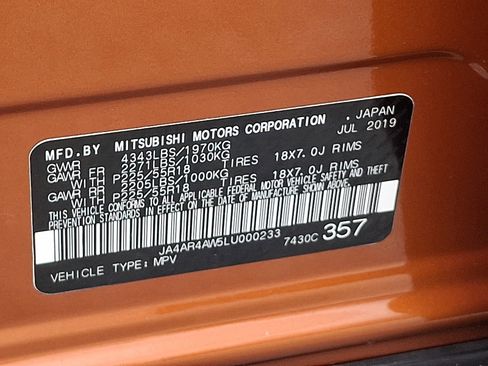 MFD.BY MITSUBISHI MOTORS CORPORATION , JAPAN
GVWR 4343LBS/1970KG JUL 2019
GAWR FR 2271LBS/1030KG
WITH P225/55R18 TIRES 18X7.0J RIMS
GAWR RR 2205LBS/1000KG
WITH P225/55R18 TIRES 18X7.0J RIMS
THIS VEHICLE CONFORMS TO ALL APPLICABLE FEDERAL MOTOR VEHICLE SAFETY AND THEFT
PREVENTION STANDARDS IN EFFECT ON THE DATE OF MANUFACTURE SHOWN ABOVE.
JA4AR4AW5LU000233 7430C 357
VEHICLE TYPE: MPV